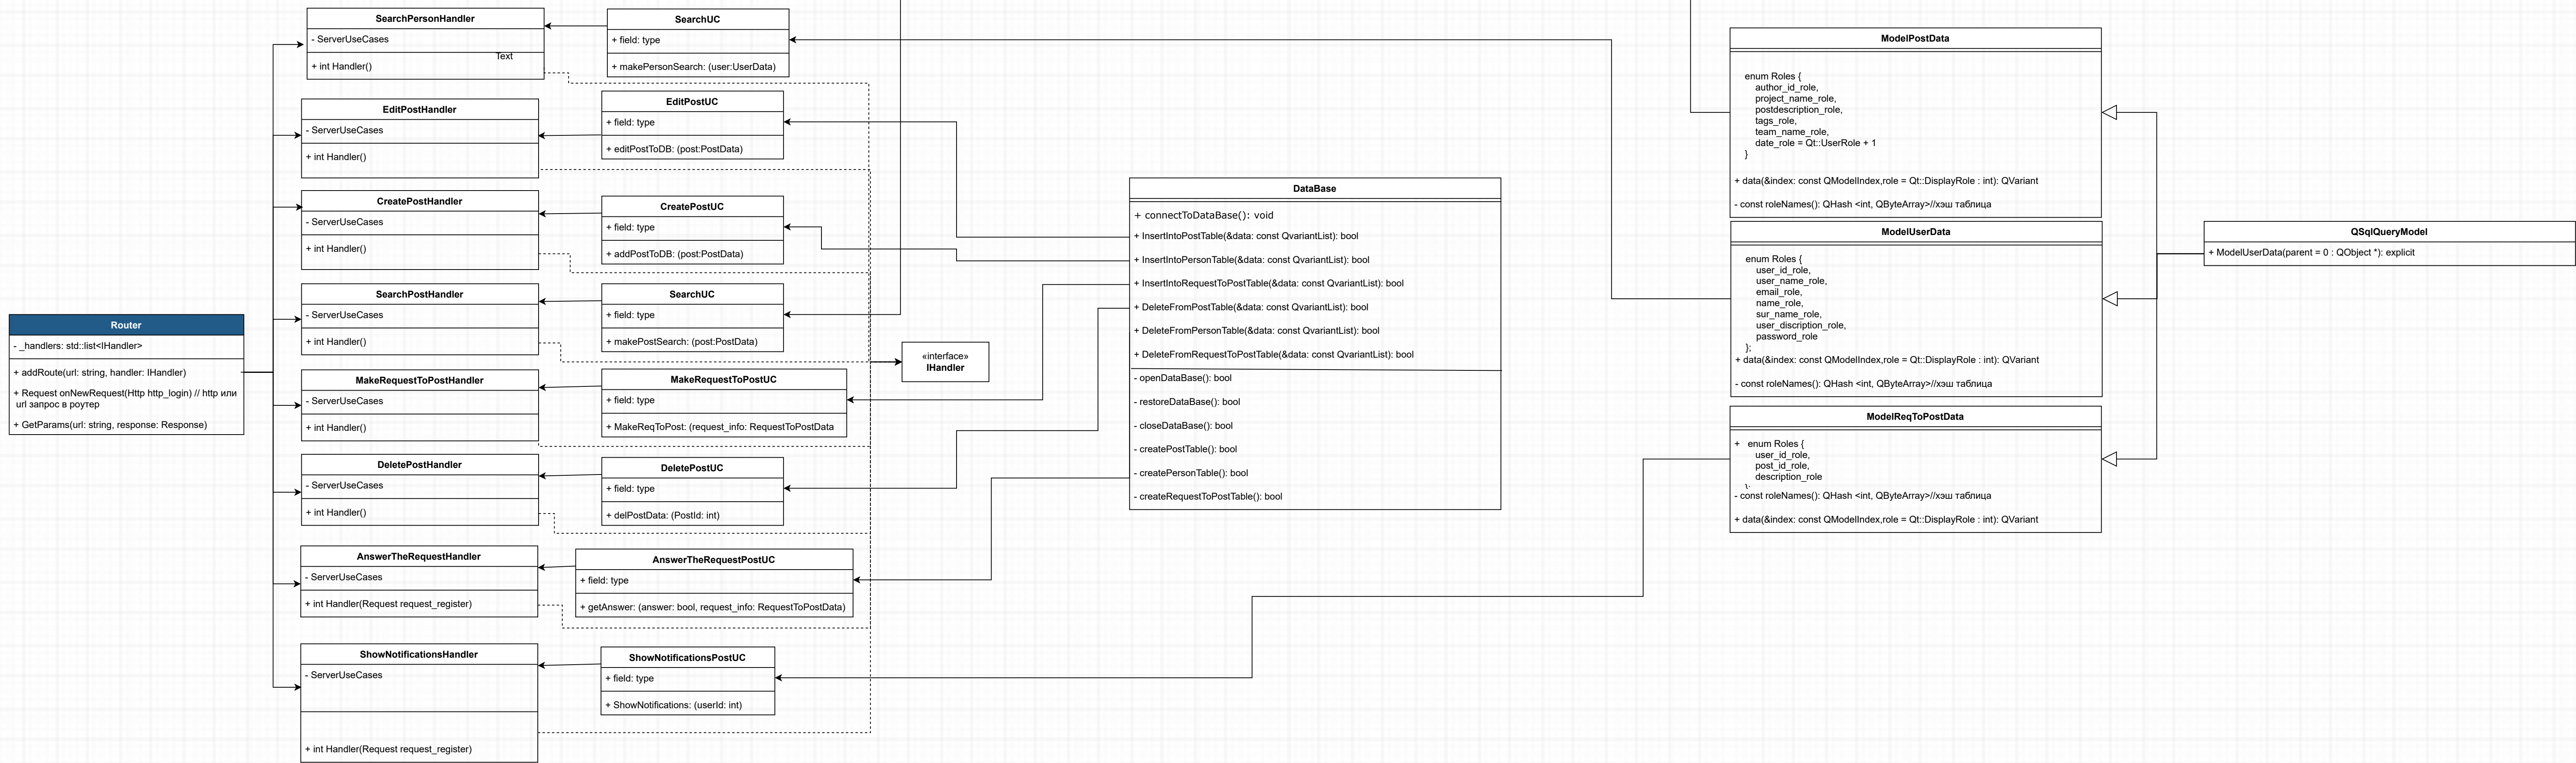 SearchPersonHandler
- ServerUseCases
Text
+ int Handler()
SearchUC
+ field: type
+ makePersonSearch: (user:UserData)
EditPostHandler
- ServerUseCases
+ int Handler()
EditPostUC
+ field: type
+ editPostToDB: (post:PostData)
CreatePostHandler
- ServerUseCases
+ int Handler()
CreatePostUC
+ field: type
+ addPostToDB: (post:PostData)
SearchPostHandler
- ServerUseCases
+ int Handler()
SearchUC
+ field: type
+ makePostSearch: (post:PostData)
Router
- _handlers: std::list<IHandler>
+ addRoute(url: string, handler: IHandler)
+ Request onNewRequest(Http http_login) // http или
url запрос в роутер
+ GetParams(url: string, response: Response)
MakeRequestToPostHandler
- ServerUseCases
+ int Handler()
MakeRequestToPostUC
+ field: type
+ MakeReqToPost: (request_info: RequestToPostData
«interface»
IHandler
DeletePostHandler
- ServerUseCases
+ int Handler()
DeletePostUC
+ field: type
+ delPostData: (PostId: int)
AnswerTheRequestHandler
- ServerUseCases
+ int Handler(Request request_register)
AnswerTheRequestPostUC
+ field: type
+ getAnswer: (answer: bool, request_info: RequestToPostData)
ShowNotificationsHandler
- ServerUseCases
+ int Handler(Request request_register)
ShowNotificationsPostUC
+ field: type
+ ShowNotifications: (userId: int)
DataBase
+ connectToDataBase(): void
+ InsertIntoPostTable(&data: const QvariantList): bool
+ InsertIntoPersonTable(&data: const QvariantList): bool
+ InsertIntoRequestToPostTable(&data: const QvariantList): bool
+ DeleteFromPostTable(&data: const QvariantList): bool
+ DeleteFromPersonTable(&data: const QvariantList): bool
+ DeleteFromRequestToPostTable(&data: const QvariantList): bool
- openDataBase(): bool
- restoreDataBase(): bool
- closeDataBase(): bool
- createPostTable(): bool
- createPersonTable(): bool
- createRequestToPostTable(): bool
ModelPostData
enum Roles {
author_id_role,
project_name_role,
postdescription_role,
tags_role,
team_name_role,
date_role = Qt::UserRole + 1
}
+ data(&index: const QModelIndex,role = Qt::DisplayRole : int): QVariant
- const roleNames(): QHash <int, QByteArray>//хэш таблица
ModelUserData
enum Roles {
user_id_role,
user_name_role,
email_role,
name_role,
sur_name_role,
user_discription_role,
password_role
};
+ data(&index: const QModelIndex,role = Qt::DisplayRole : int): QVariant
- const roleNames(): QHash <int, QByteArray>//хэш таблица
ModelReqToPostData
+ enum Roles {
user_id_role,
post_id_role,
description_role
};
- const roleNames(): QHash <int, QByteArray>//хэш таблица
+ data(&index: const QModelIndex,role = Qt::DisplayRole : int): QVariant
QSqlQueryModel
+ ModelUserData(parent = 0 : QObject *): explicit